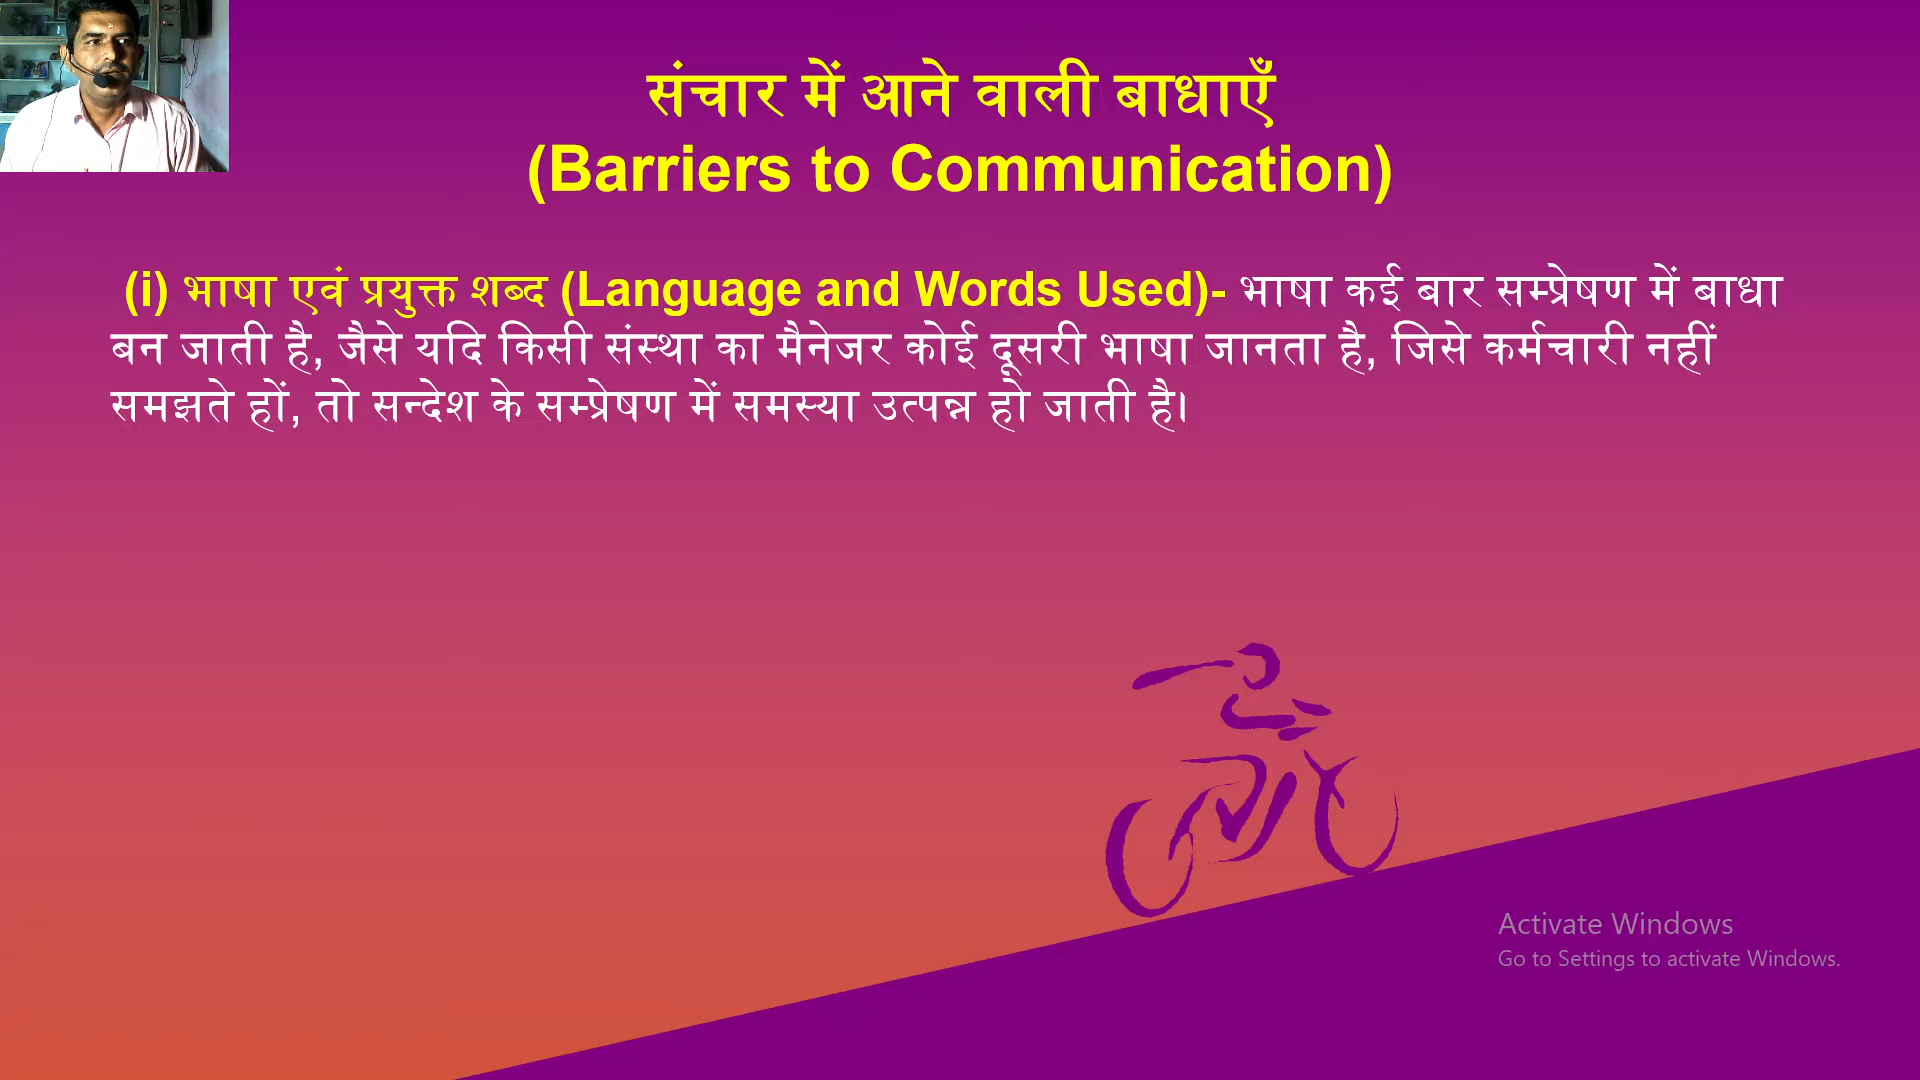 संचार में आने वाली बाधाएँ
(Barriers to Communication)
(i) भाषा एवं प्रयुक्त शब्द (Language and Words Used)- भाषा कई बार सम्प्रेषण में बाधा
बन जाती है, जैसे यदि किसी संस्था का मैनेजर कोई दूसरी भाषा जानता है, जिसे कर्मचारी नहीं
समझते हों, तो सन्देश के सम्प्रेषण में समस्या उत्पन्न हो जाती है।
Activate Windows
Go to Settings to activate Windows.